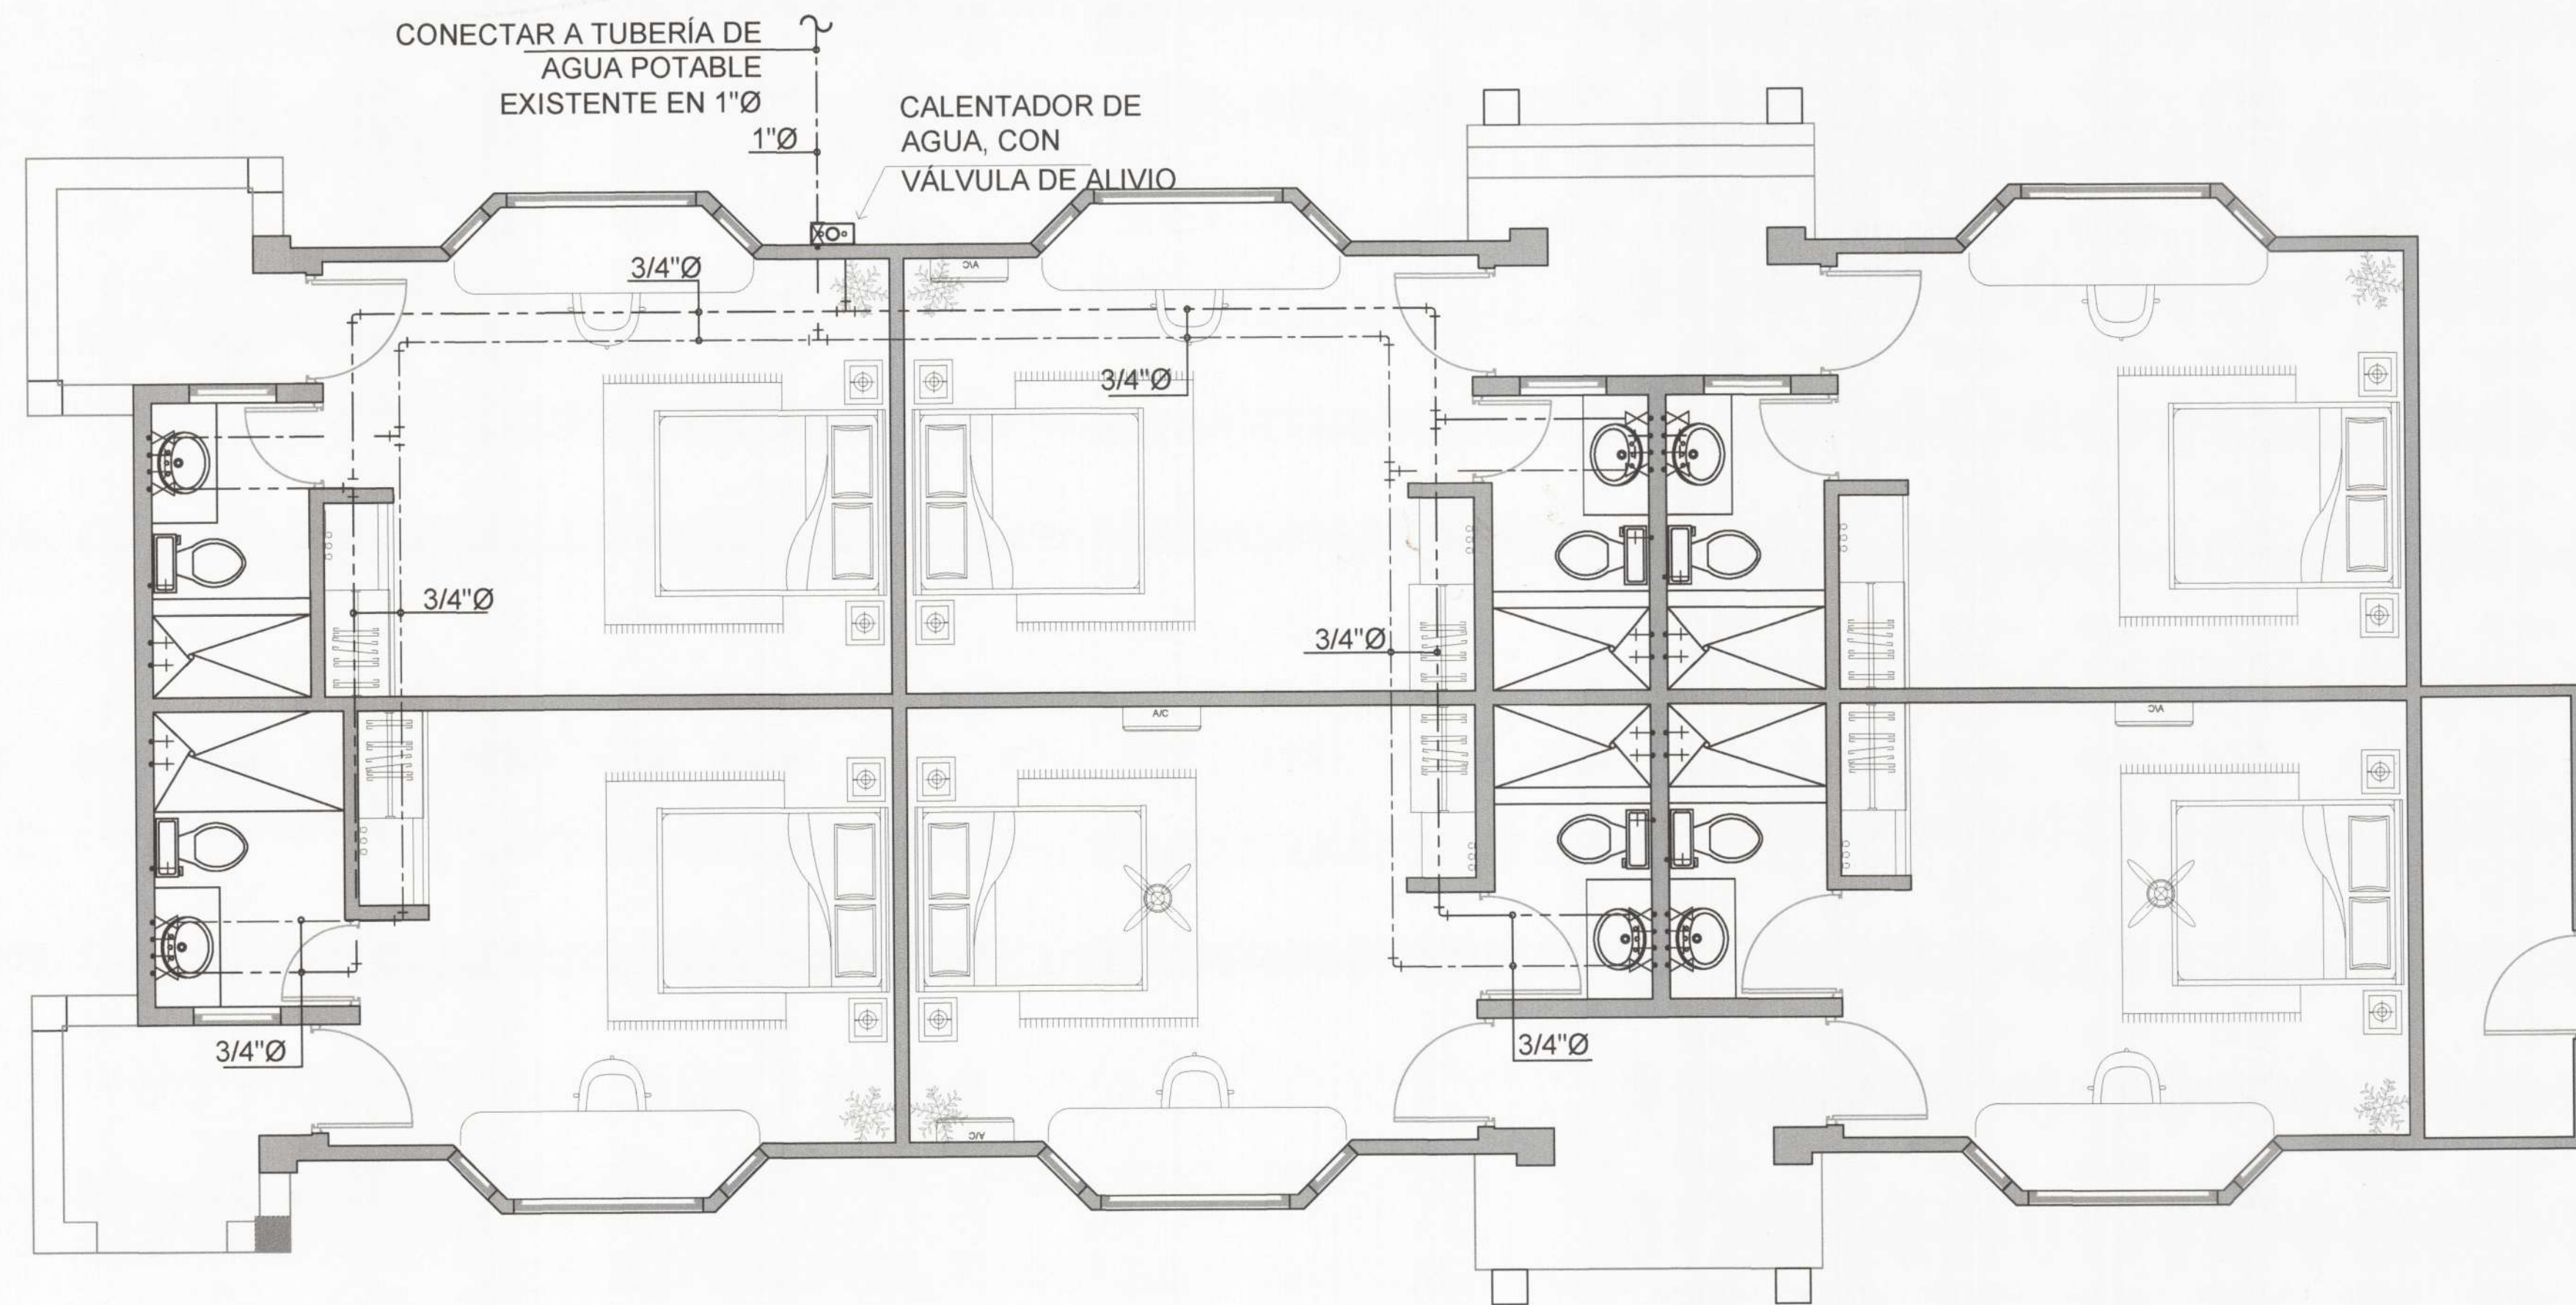 CONECTAR A TUBERÍA DE
AGUA POTABLE
EXISTENTE EN 1"Ø
1"Ø
CALENTADOR DE
AGUA, CON
VÁLVULA DE ALIVIO
3/4"Ø
A/C
3/4"Ø
3/4"Ø
3/4"Ø
A/C
A/C
3/4"Ø
3/4"Ø
A/C